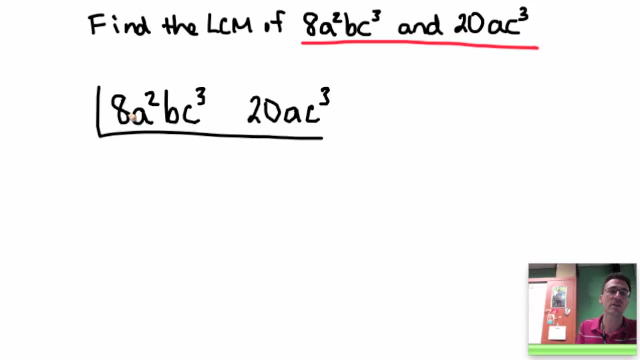 Find the LCM of 8a²bc³ and 20ac³
8a²bc³ 20ac³